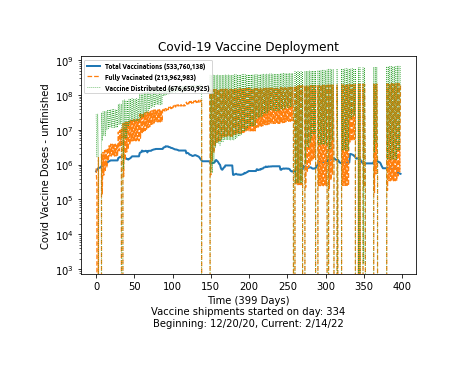 Covid-19 Vaccine Deployment
Total Vaccinations (533,760,138)
Fully Vacinated (213,962,983)
Vaccine Distributed (676,650,925)
Covid Vaccine Doses - unfinished
10⁹
10⁸
10⁷
10⁶
10⁵
10⁴
10³
0 50 100 150 200 250 300 350 400
Time (399 Days)
Vaccine shipments started on day: 334
Beginning: 12/20/20, Current: 2/14/22